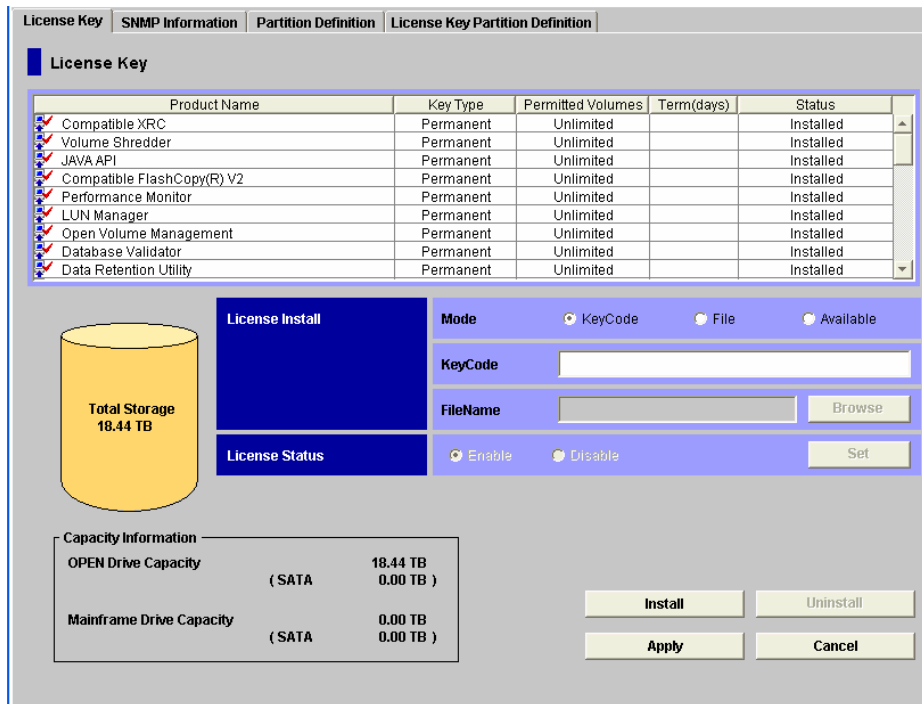 License Key SNMP Information Partition Definition License Key Partition Definition
License Key
Product Name Key Type Permitted Volumes Term(days) Status
Compatible XRC Permanent Unlimited Installed
Volume Shredder Permanent Unlimited Installed
JAVA API Permanent Unlimited Installed
Compatible FlashCopy(R) V2 Permanent Unlimited Installed
Performance Monitor Permanent Unlimited Installed
LUN Manager Permanent Unlimited Installed
Open Volume Management Permanent Unlimited Installed
Database Validator Permanent Unlimited Installed
Data Retention Utility Permanent Unlimited Installed
License Install Mode KeyCode File Available
KeyCode
FileName Browse
Total Storage
18.44 TB
License Status Enable Disable Set
Capacity Information
OPEN Drive Capacity 18.44 TB
( SATA 0.00 TB )
Mainframe Drive Capacity 0.00 TB
( SATA 0.00 TB )
Install Uninstall
Apply Cancel